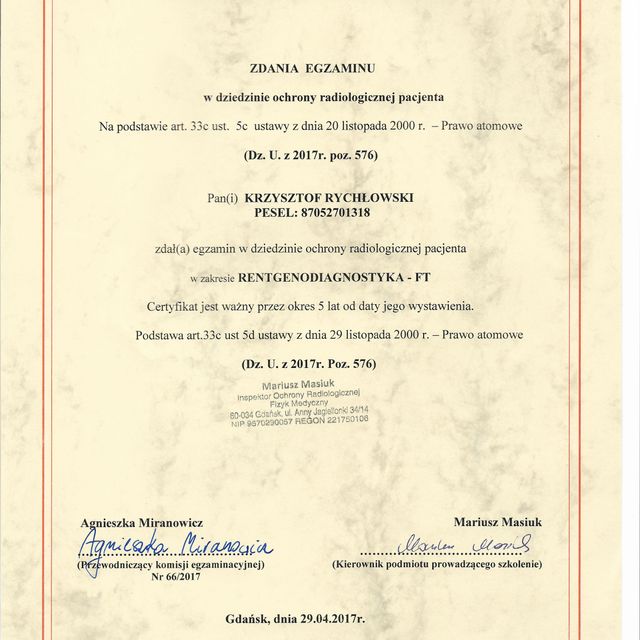 ZDANIA EGZAMINU
w dziedzinie ochrony radiologicznej pacjenta
Na podstawie art. 33c ust. 5c ustawy z dnia 20 listopada 2000 r. – Prawo atomowe
(Dz. U. z 2017r. poz. 576)
Pan(i) KRZYSZTOF RYCHŁOWSKI
PESEL: 87052701318
zdał(a) egzamin w dziedzinie ochrony radiologicznej pacjenta
w zakresie RENTGENODIAGNOSTYKA - FT
Certyfikat jest ważny przez okres 5 lat od daty jego wystawienia.
Podstawa art.33c ust 5d ustawy z dnia 29 listopada 2000 r. – Prawo atomowe
(Dz. U. z 2017r. Poz. 576)
Mariusz Masiuk
Inspektor Ochrony Radiologicznej
Fizyk Medyczny
80-034 Gdańsk, ul. Anny Jagiellonki 34/14
NIP 9570290057 REGON 221750106
Agnieszka Miranowicz Mariusz Masiuk
Agnieszka Miranowicz
(Przewodniczący komisji egzaminacyjnej) (Kierownik podmiotu prowadzącego szkolenie)
Nr 66/2017
Gdańsk, dnia 29.04.2017r.